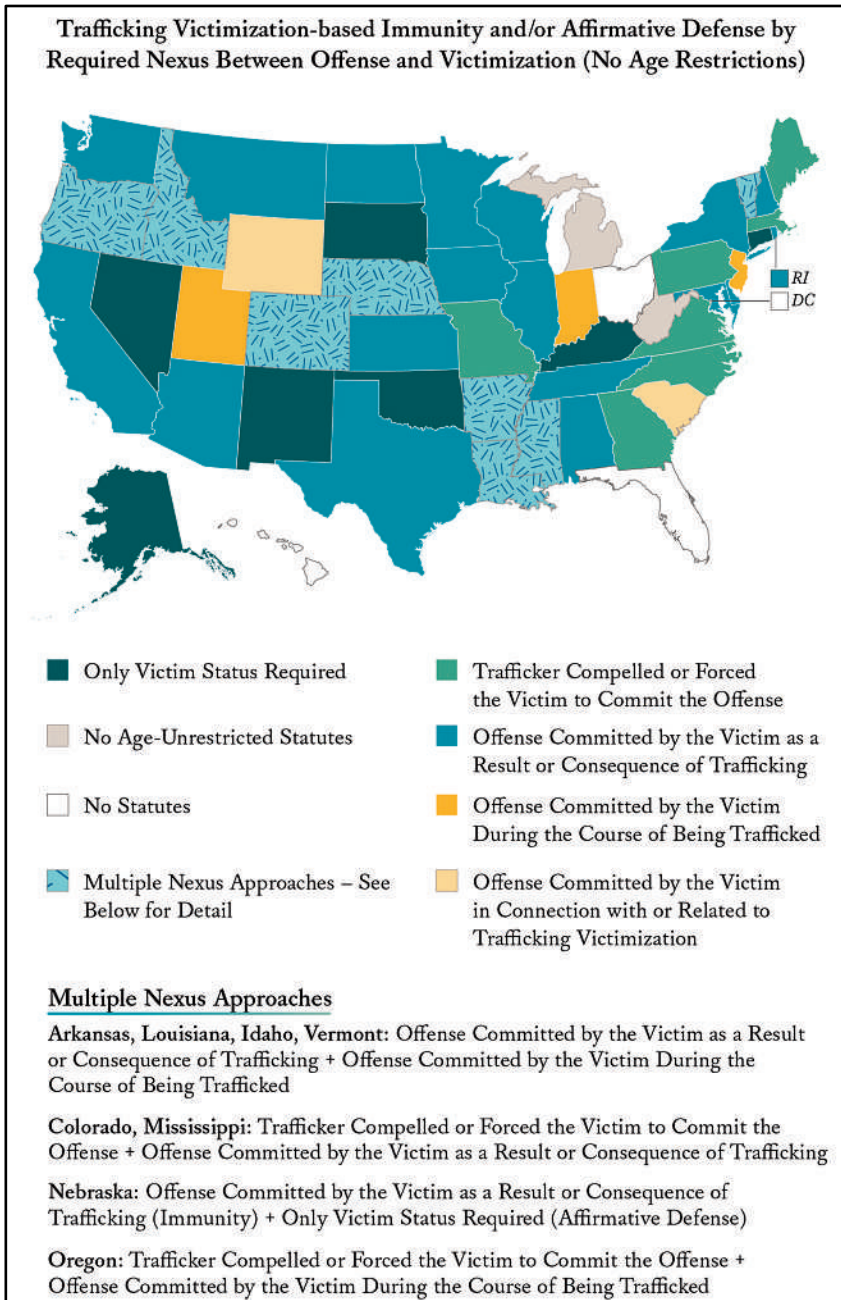 Trafficking Victimization-based Immunity and/or Affirmative Defense by
Required Nexus Between Offense and Victimization (No Age Restrictions)
RI
DC
Only Victim Status Required
No Age-Unrestricted Statutes
No Statutes
Multiple Nexus Approaches – See
Below for Detail
Trafficker Compelled or Forced
the Victim to Commit the Offense
Offense Committed by the Victim as a
Result or Consequence of Trafficking
Offense Committed by the Victim
During the Course of Being Trafficked
Offense Committed by the Victim
in Connection with or Related to
Trafficking Victimization
Multiple Nexus Approaches
Arkansas, Louisiana, Idaho, Vermont: Offense Committed by the Victim as a Result
or Consequence of Trafficking + Offense Committed by the Victim During the
Course of Being Trafficked
Colorado, Mississippi: Trafficker Compelled or Forced the Victim to Commit the
Offense + Offense Committed by the Victim as a Result or Consequence of Trafficking
Nebraska: Offense Committed by the Victim as a Result or Consequence of
Trafficking (Immunity) + Only Victim Status Required (Affirmative Defense)
Oregon: Trafficker Compelled or Forced the Victim to Commit the Offense +
Offense Committed by the Victim During the Course of Being Trafficked